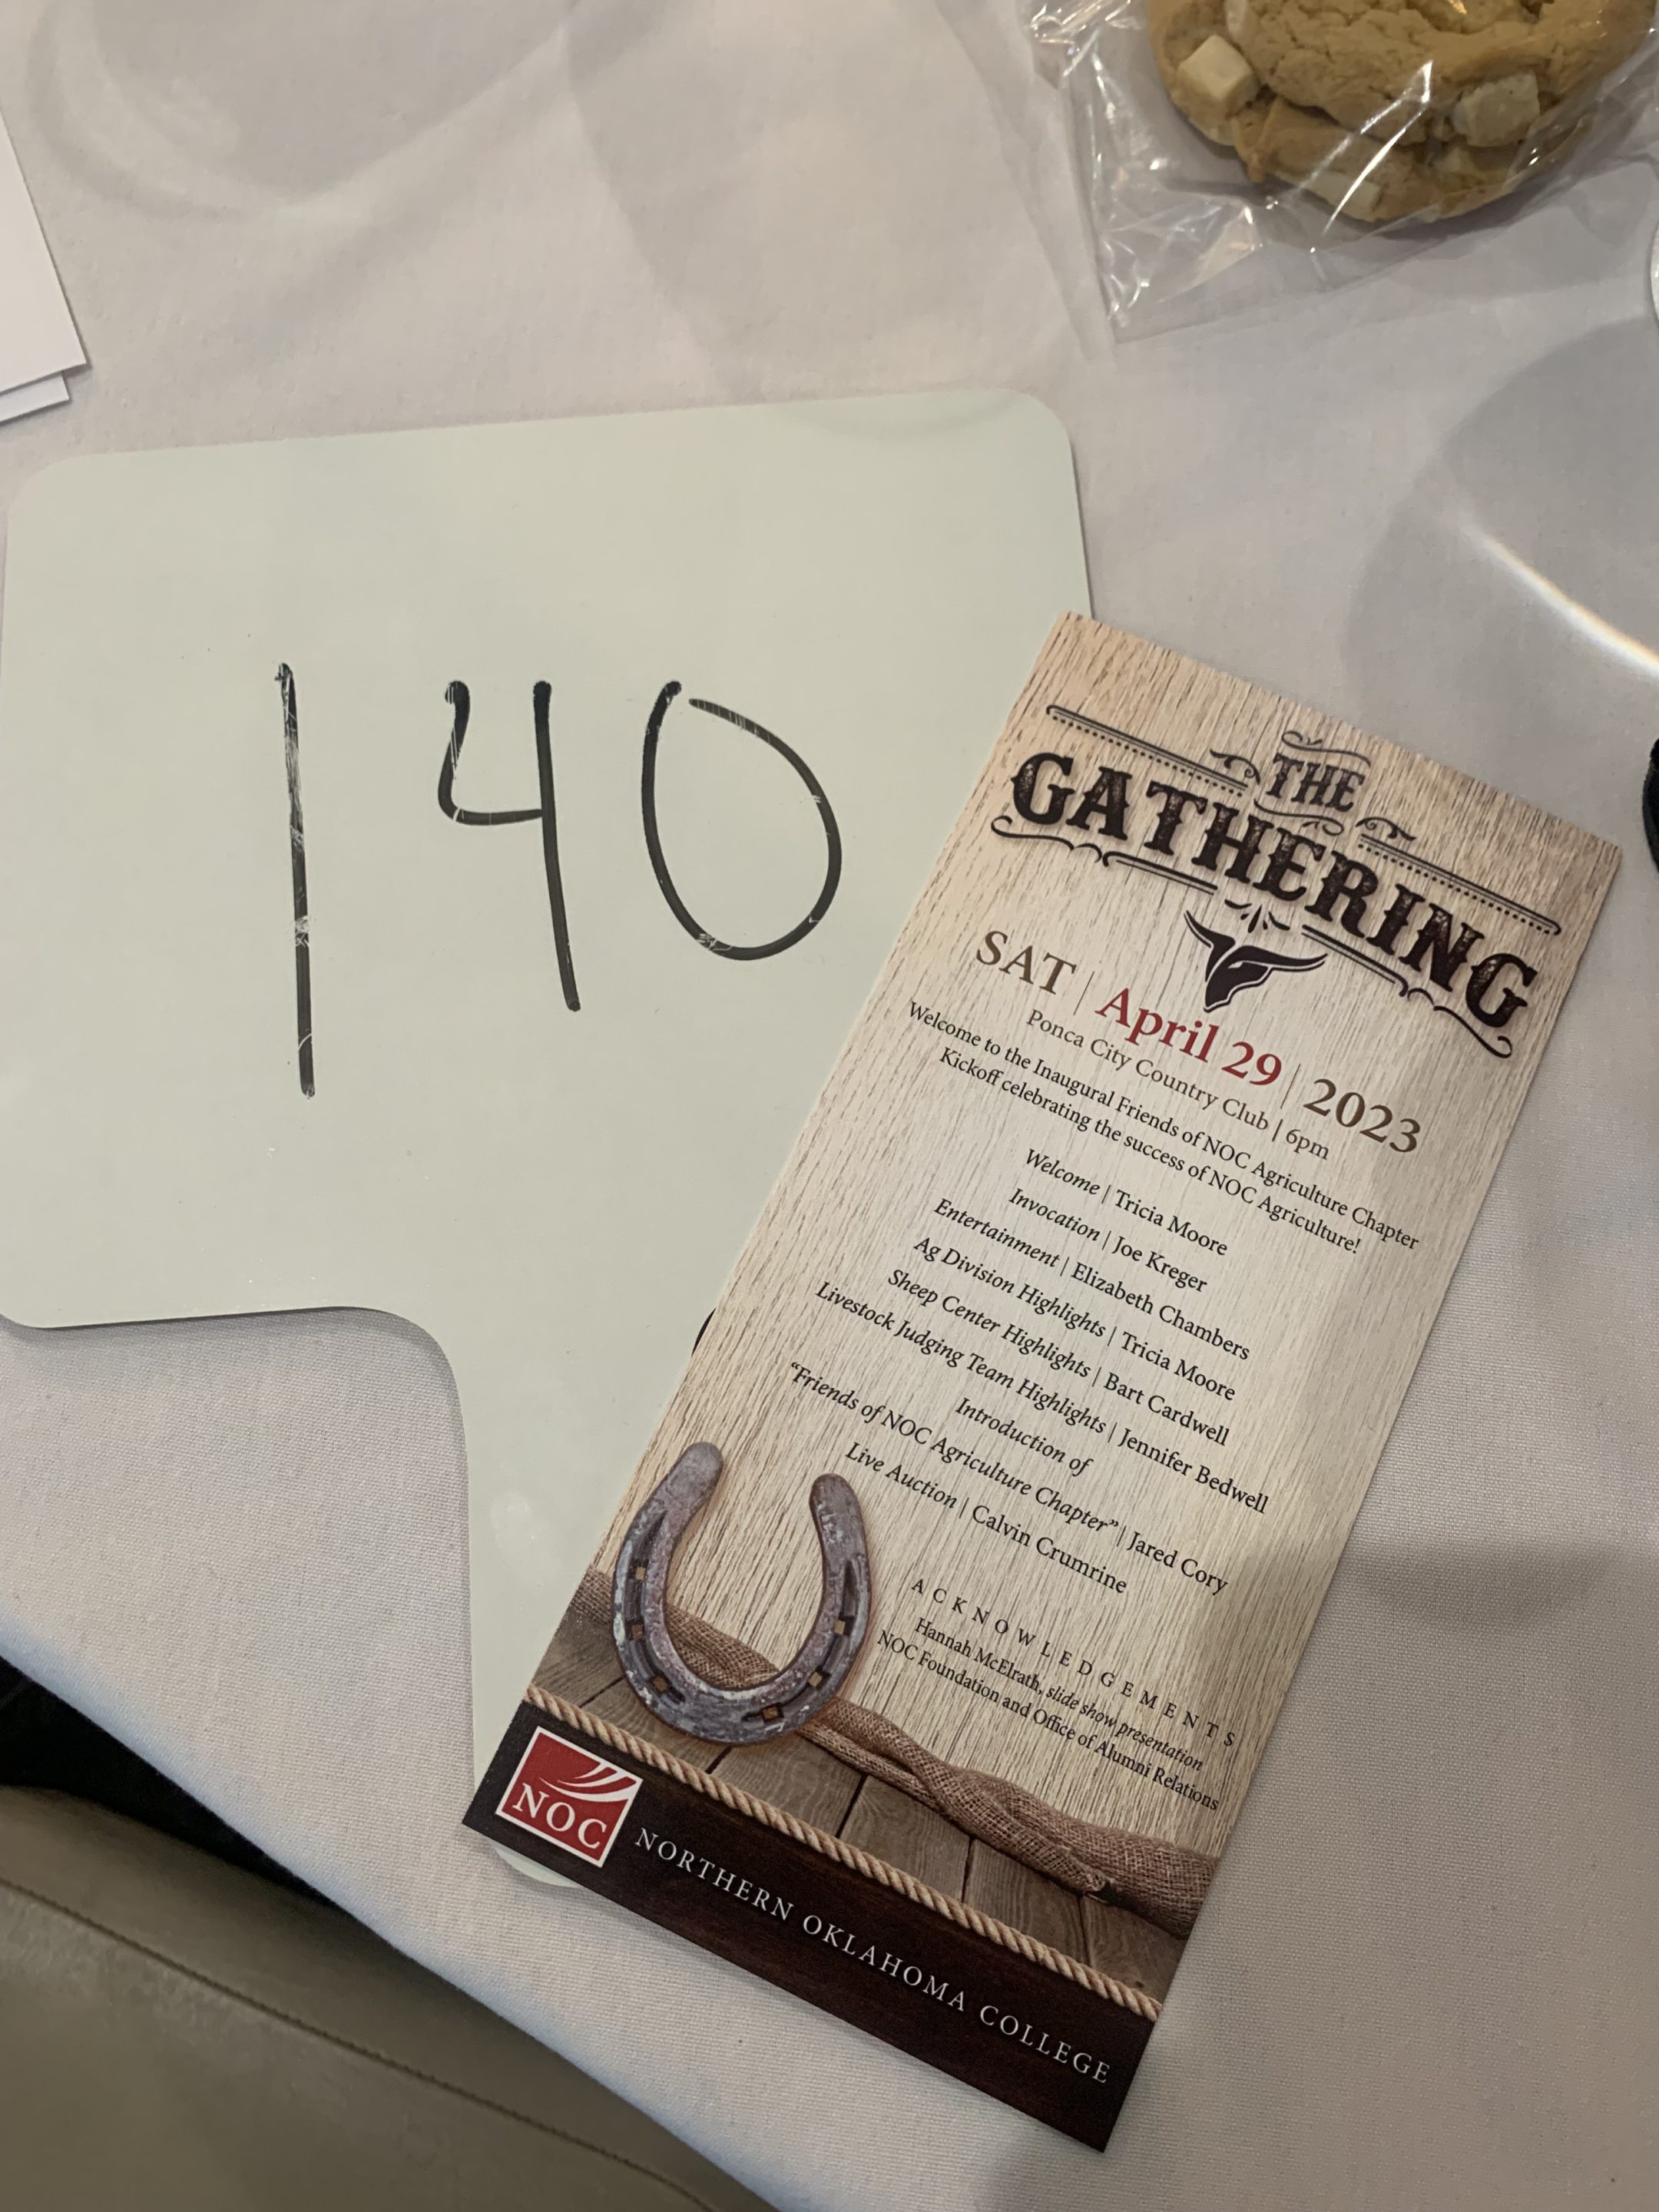 140
THE
GATHERING
SAT | April 29 | 2023
Ponca City Country Club | 6pm
Welcome to the Inaugural Friends of NOC Agriculture Chapter
Kickoff celebrating the success of NOC Agriculture!
Welcome | Tricia Moore
Invocation | Joe Kreger
Entertainment | Elizabeth Chambers
Ag Division Highlights | Tricia Moore
Sheep Center Highlights | Bart Cardwell
Livestock Judging Team Highlights | Jennifer Bedwell
Introduction of
“Friends of NOC Agriculture Chapter” | Jared Cory
Live Auction | Calvin Crumrine
ACKNOWLEDGEMENTS
Hannah McElrath, slide show presentation
NOC Foundation and Office of Alumni Relations
NOC
NORTHERN OKLAHOMA COLLEGE